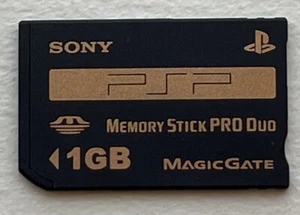 SONY
PSP
MEMORY STICK PRO DUO
1GB MAGICGATE